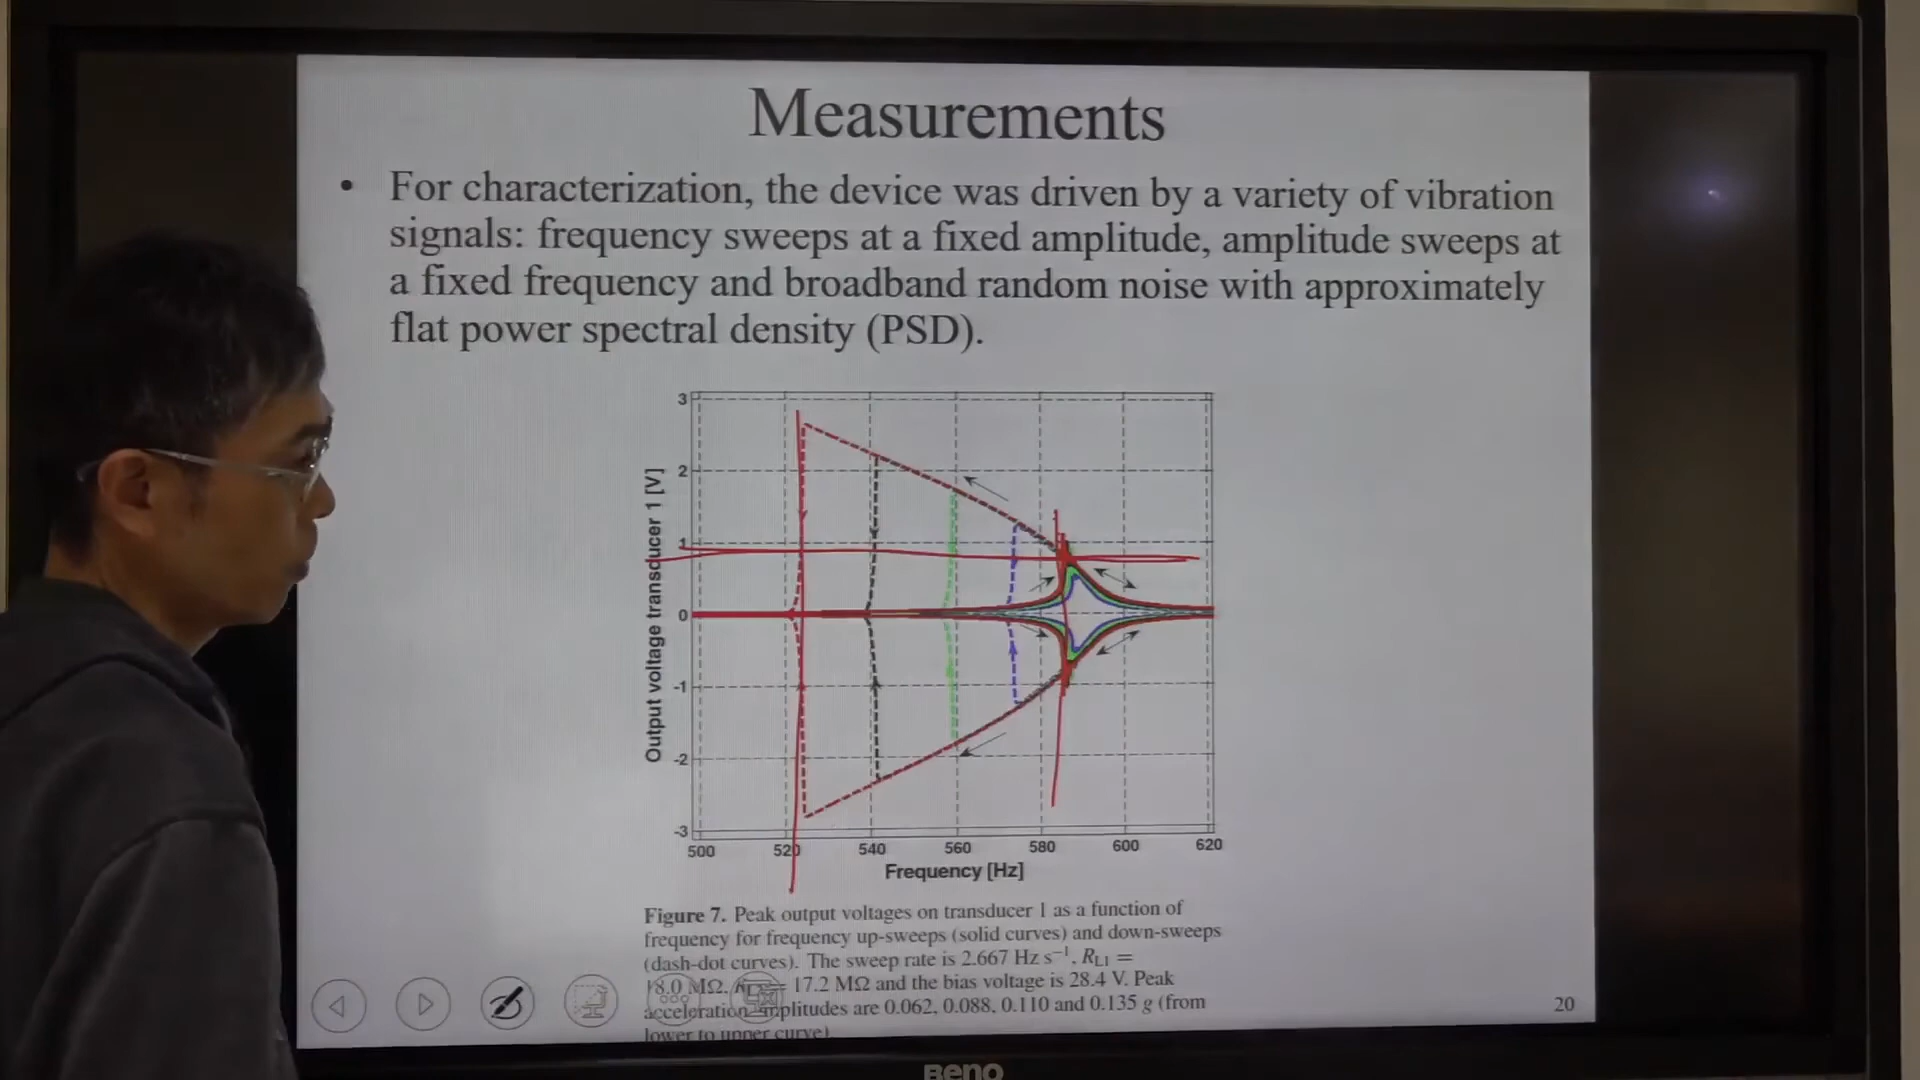 Measurements
• For characterization, the device was driven by a variety of vibration
signals: frequency sweeps at a fixed amplitude, amplitude sweeps at
a fixed frequency and broadband random noise with approximately
flat power spectral density (PSD).
Output voltage transducer 1 [V]
3
2
1
0
-1
-2
-3
500 520 540 560 580 600 620
Frequency [Hz]
Figure 7. Peak output voltages on transducer 1 as a function of
frequency for frequency up-sweeps (solid curves) and down-sweeps
(dash-dot curves). The sweep rate is 2.667 Hz s⁻¹, R_L1 =
8.0 MΩ, = 17.2 MΩ and the bias voltage is 28.4 V. Peak
acceleration amplitudes are 0.062, 0.088, 0.110 and 0.135 g (from
lower to upper curve)
20
BenQ